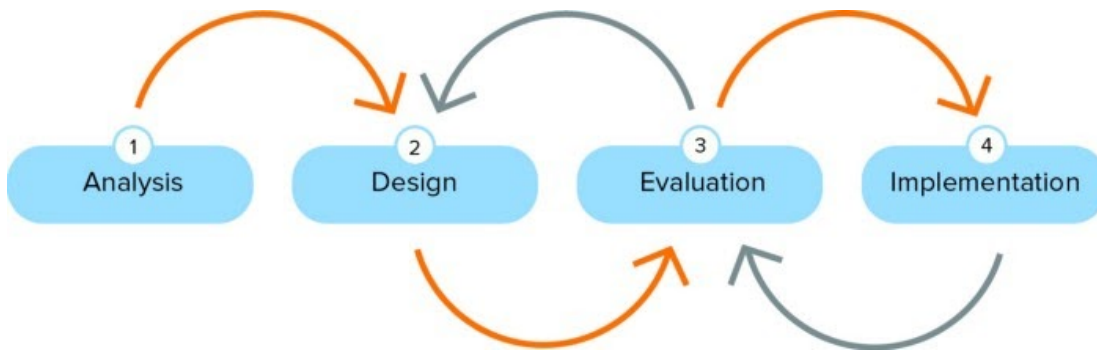 1
Analysis
2
Design
3
Evaluation
4
Implementation